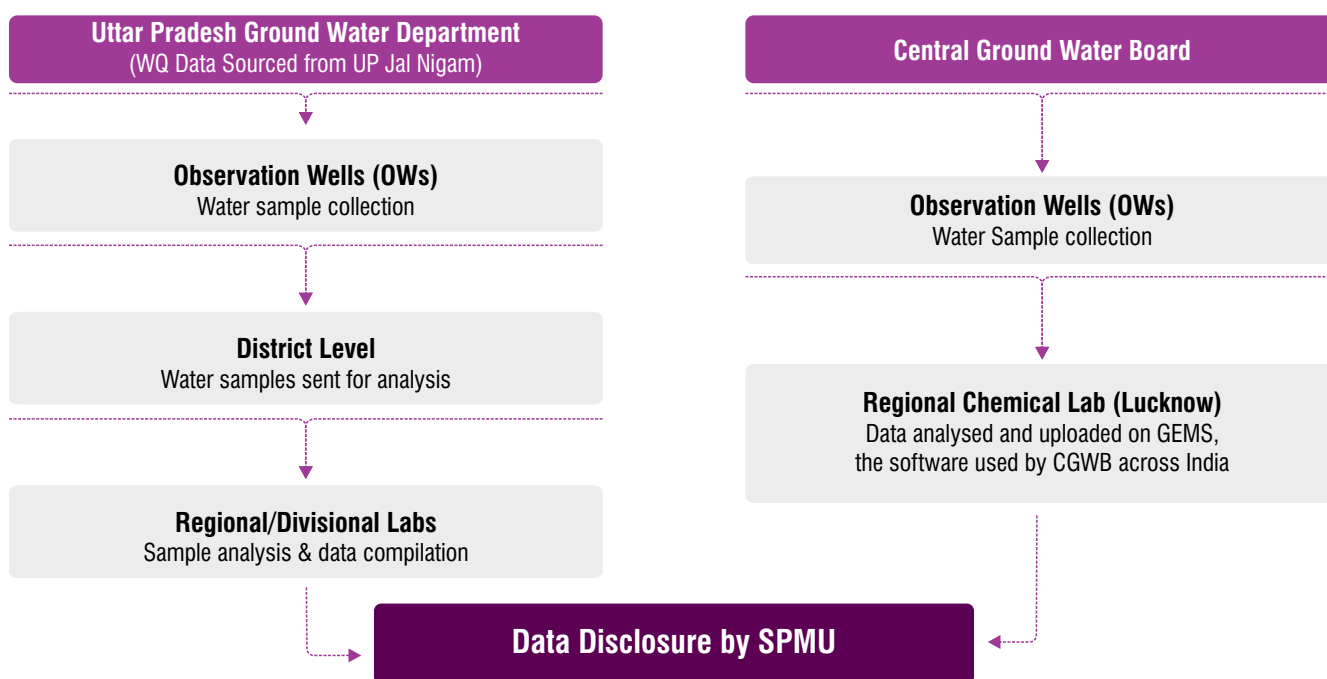 Uttar Pradesh Ground Water Department
(WQ Data Sourced from UP Jal Nigam)
Observation Wells (OWs)
Water sample collection
District Level
Water samples sent for analysis
Regional/Divisional Labs
Sample analysis & data compilation
Central Ground Water Board
Observation Wells (OWs)
Water Sample collection
Regional Chemical Lab (Lucknow)
Data analysed and uploaded on GEMS,
the software used by CGWB across India
Data Disclosure by SPMU